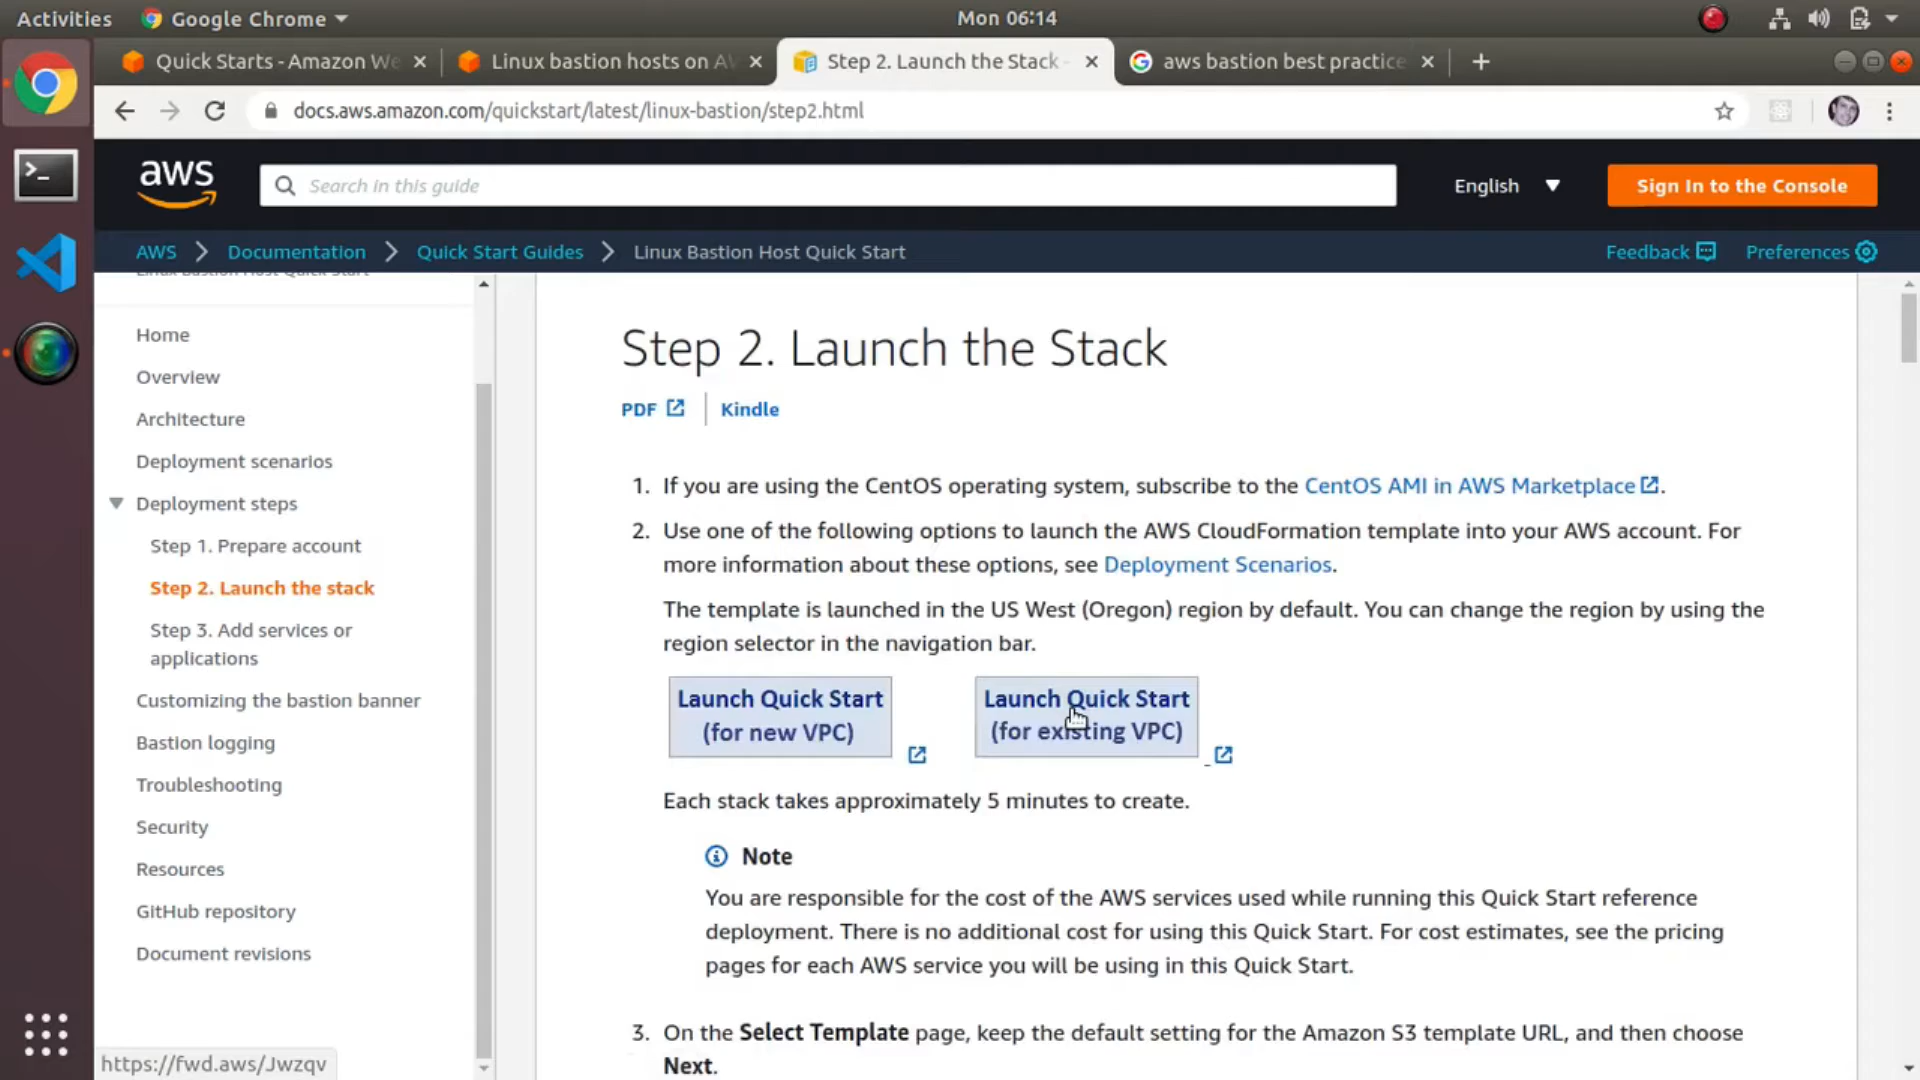 Activities
Google Chrome
Mon 06:14
Quick Starts - Amazon We
Linux bastion hosts on A
Step 2. Launch the Stack -
aws bastion best practice
docs.aws.amazon.com/quickstart/latest/linux-bastion/step2.html
aws
Search in this guide
English
Sign In to the Console
AWS
Documentation
Quick Start Guides
Linux Bastion Host Quick Start
Feedback
Preferences
Linux Bastion Host Quick Start
Home
Overview
Architecture
Deployment scenarios
Deployment steps
Step 1. Prepare account
Step 2. Launch the stack
Step 3. Add services or
applications
Customizing the bastion banner
Bastion logging
Troubleshooting
Security
Resources
GitHub repository
Document revisions
https://fwd.aws/Jwzqv
Step 2. Launch the Stack
PDF
Kindle
1. If you are using the CentOS operating system, subscribe to the CentOS AMI in AWS Marketplace.
2. Use one of the following options to launch the AWS CloudFormation template into your AWS account. For
more information about these options, see Deployment Scenarios.
The template is launched in the US West (Oregon) region by default. You can change the region by using the
region selector in the navigation bar.
Launch Quick Start
(for new VPC)
Launch Quick Start
(for existing VPC)
Each stack takes approximately 5 minutes to create.
Note
You are responsible for the cost of the AWS services used while running this Quick Start reference
deployment. There is no additional cost for using this Quick Start. For cost estimates, see the pricing
pages for each AWS service you will be using in this Quick Start.
3. On the Select Template page, keep the default setting for the Amazon S3 template URL, and then choose
Next.